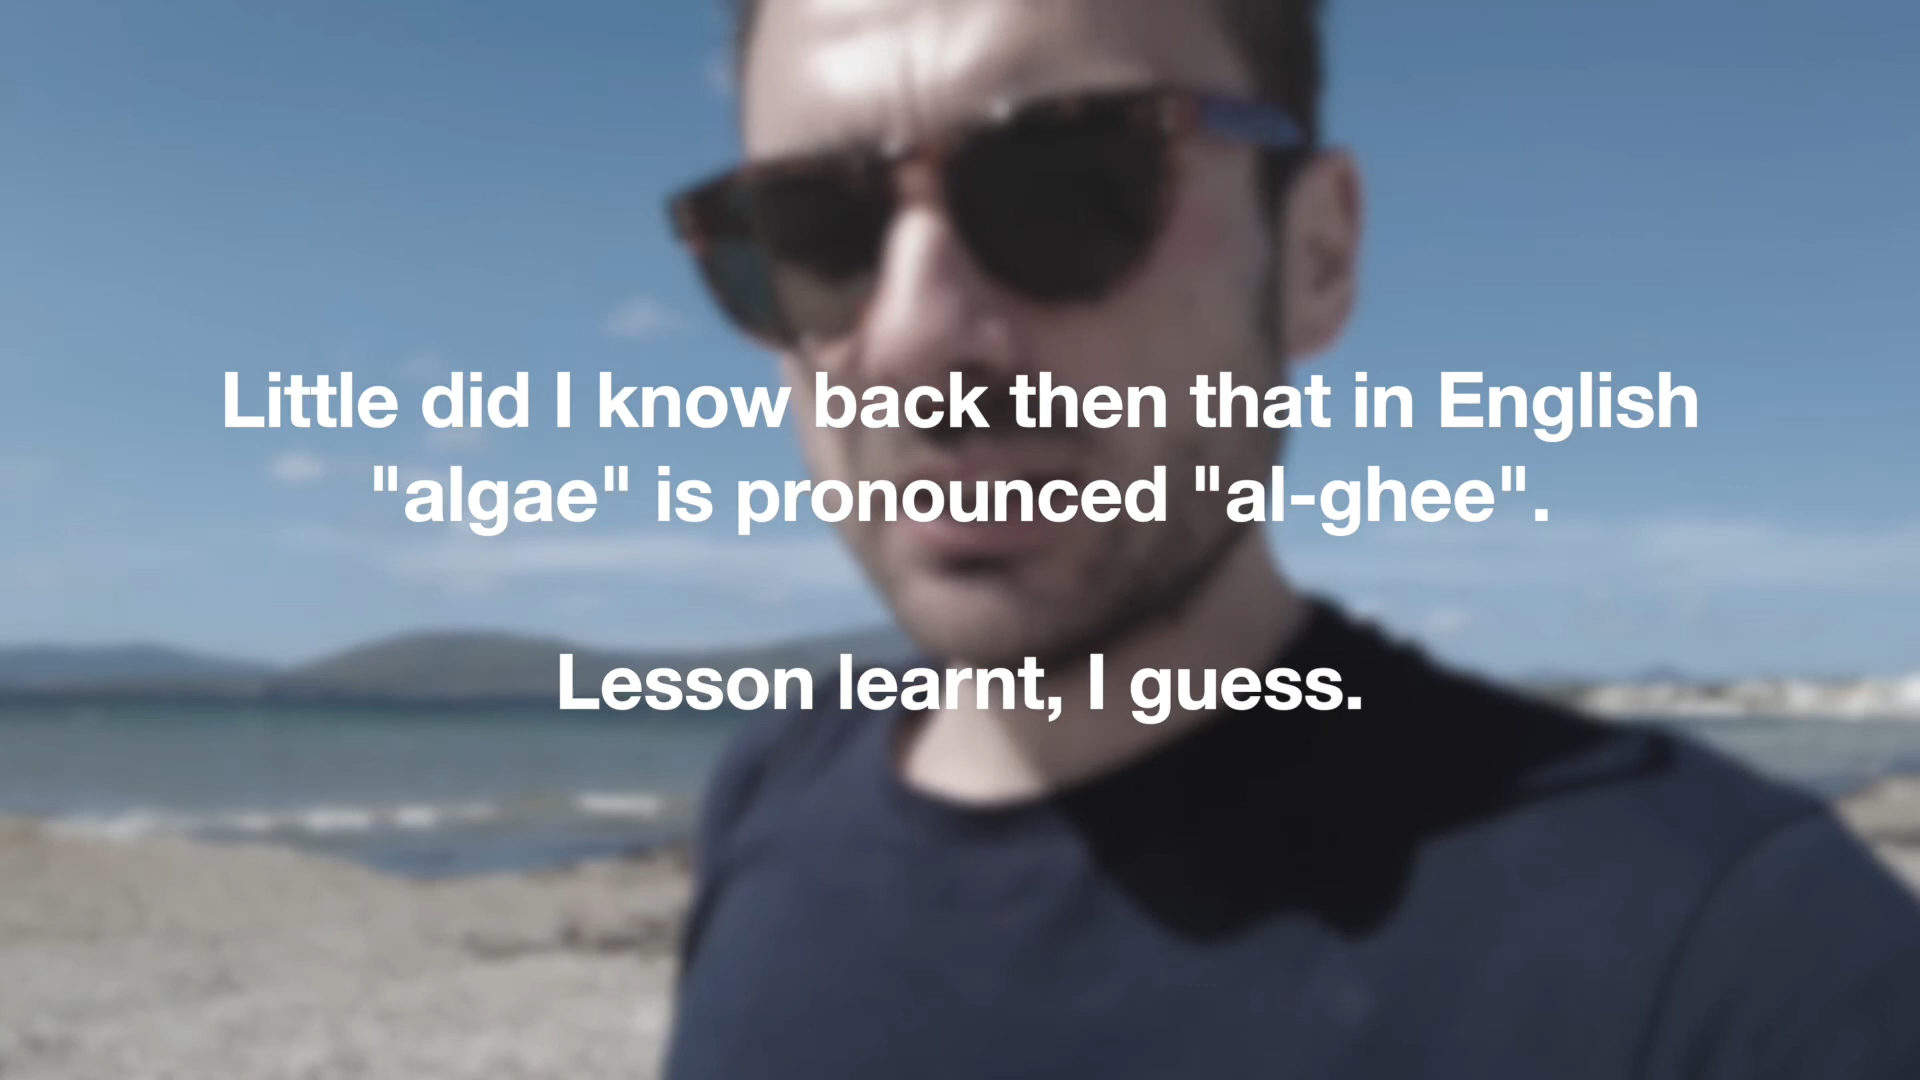 Little did I know back then that in English
"algae" is pronounced "al-ghee".
Lesson learnt, I guess.